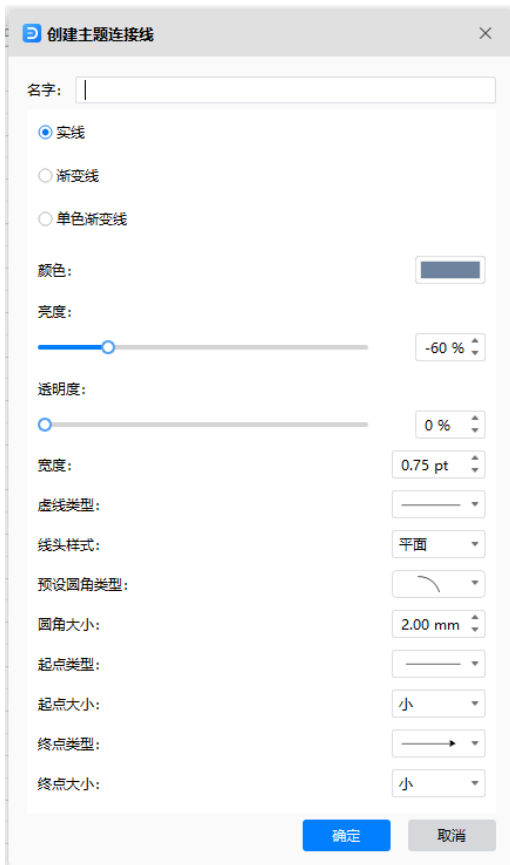 创建主题连接线
名字:
实线
渐变线
单色渐变线
颜色:
亮度:
-60 %
透明度:
0 %
宽度: 0.75 pt
虚线类型:
线头样式: 平面
预设圆角类型:
圆角大小: 2.00 mm
起点类型:
起点大小: 小
终点类型:
终点大小: 小
确定 取消